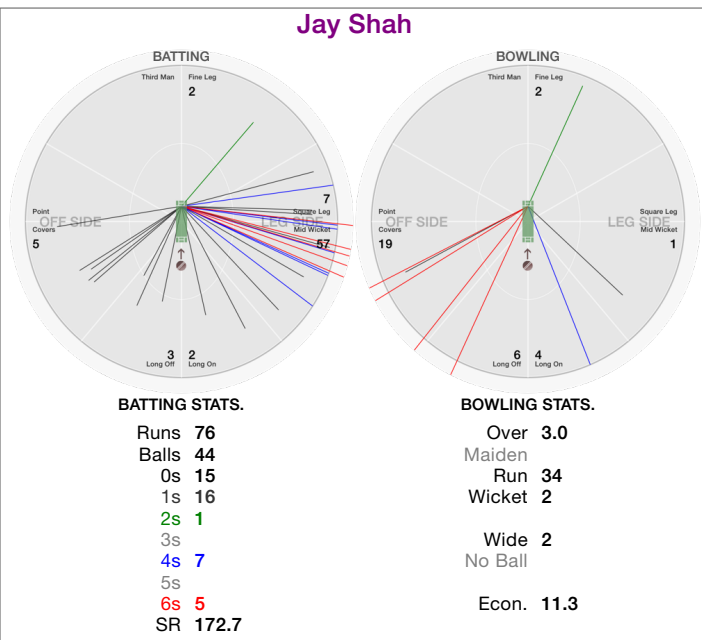 Jay Shah
BATTING
Third Man Fine Leg
2
7
Point Square Leg
OFF SIDE LEG SIDE
Covers Mid Wicket
5 57
3 2
Long Off Long On
BATTING STATS.
Runs 76
Balls 44
0s 15
1s 16
2s 1
3s
4s 7
5s
6s 5
SR 172.7
BOWLING
Third Man Fine Leg
2
Point Square Leg
OFF SIDE LEG SIDE
Covers Mid Wicket
19 1
6 4
Long Off Long On
BOWLING STATS.
Over 3.0
Maiden
Run 34
Wicket 2
Wide 2
No Ball
Econ. 11.3